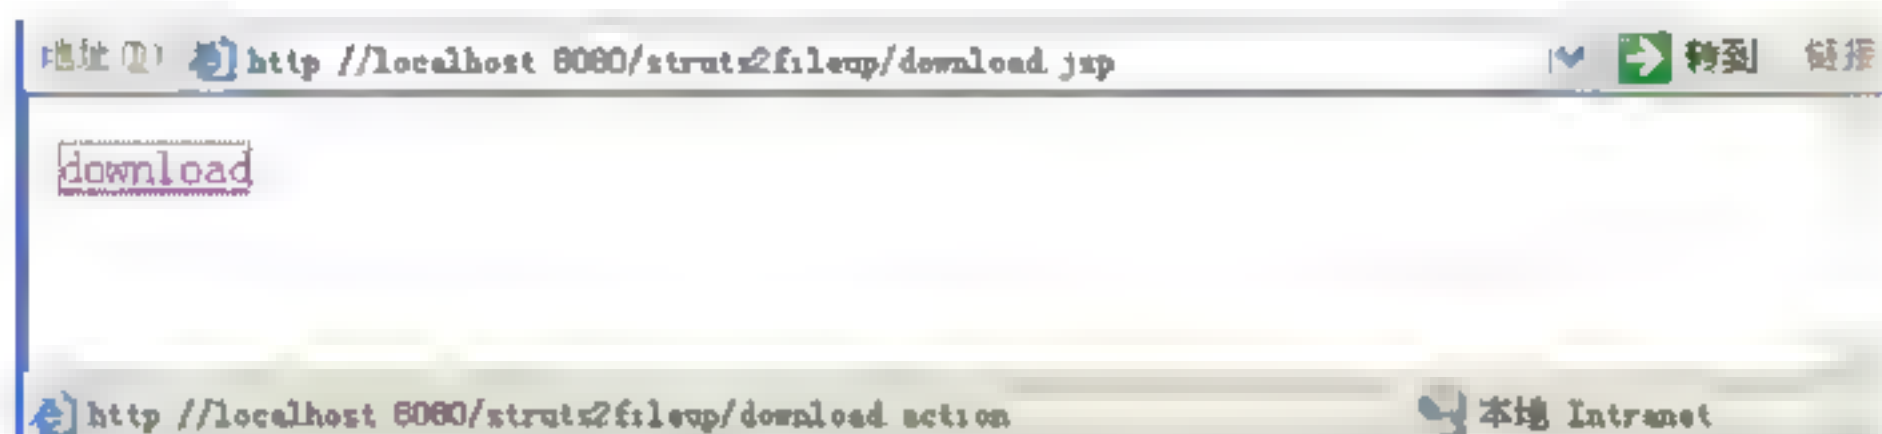 地址(D) http://localhost:8080/struts2fileup/download.jsp 转到 链接
download
http://localhost:8080/struts2fileup/download.action 本地 Intranet